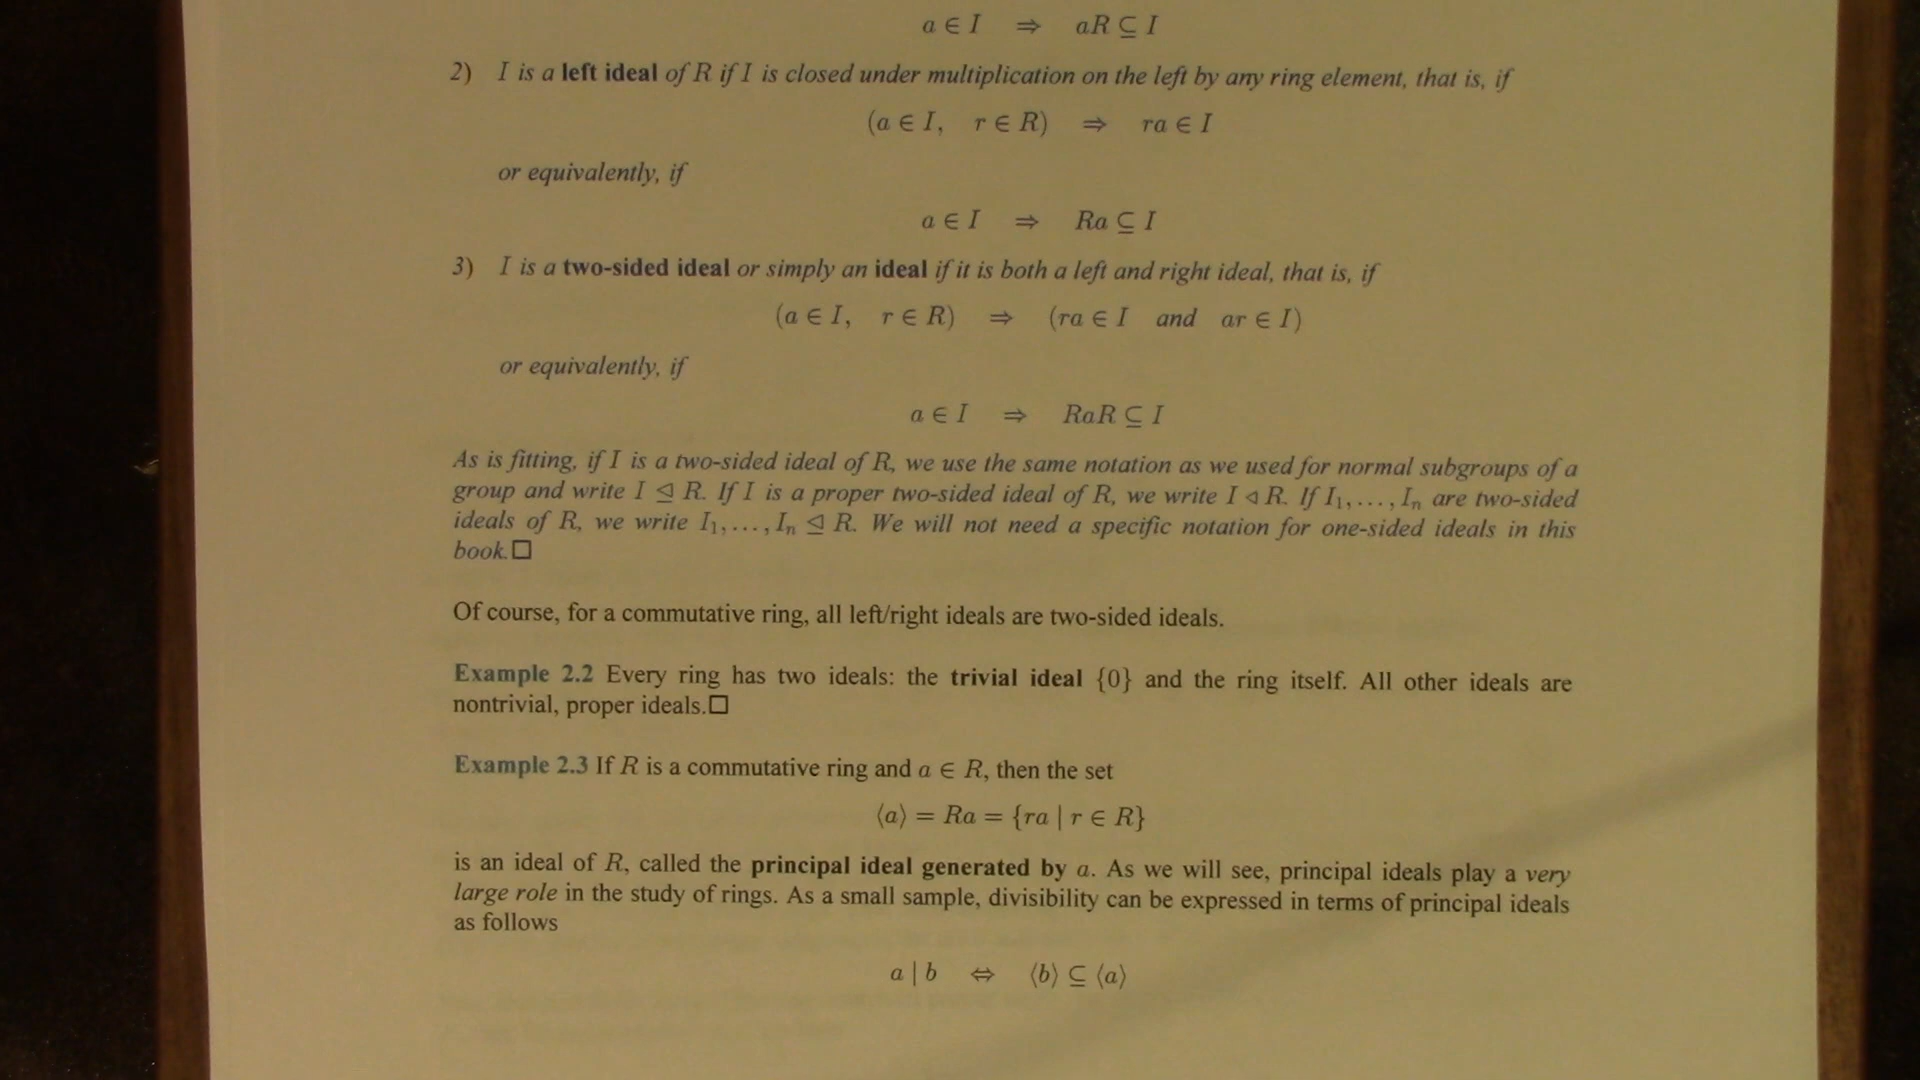 a ∈ I ⇒ aR ⊆ I
2) I is a left ideal of R if I is closed under multiplication on the left by any ring element, that is, if
(a ∈ I, r ∈ R) ⇒ ra ∈ I
or equivalently, if
a ∈ I ⇒ Ra ⊆ I
3) I is a two-sided ideal or simply an ideal if it is both a left and right ideal, that is, if
(a ∈ I, r ∈ R) ⇒ (ra ∈ I and ar ∈ I)
or equivalently, if
a ∈ I ⇒ RaR ⊆ I
As is fitting, if I is a two-sided ideal of R, we use the same notation as we used for normal subgroups of a
group and write I ⊴ R. If I is a proper two-sided ideal of R, we write I ⊲ R. If I₁, …, Iₙ are two-sided
ideals of R, we write I₁, …, Iₙ ⊴ R. We will not need a specific notation for one-sided ideals in this
book.□
Of course, for a commutative ring, all left/right ideals are two-sided ideals.
Example 2.2 Every ring has two ideals: the trivial ideal {0} and the ring itself. All other ideals are
nontrivial, proper ideals.□
Example 2.3 If R is a commutative ring and a ∈ R, then the set
⟨a⟩ = Ra = {ra | r ∈ R}
is an ideal of R, called the principal ideal generated by a. As we will see, principal ideals play a very
large role in the study of rings. As a small sample, divisibility can be expressed in terms of principal ideals
as follows
a | b ⇔ ⟨b⟩ ⊆ ⟨a⟩